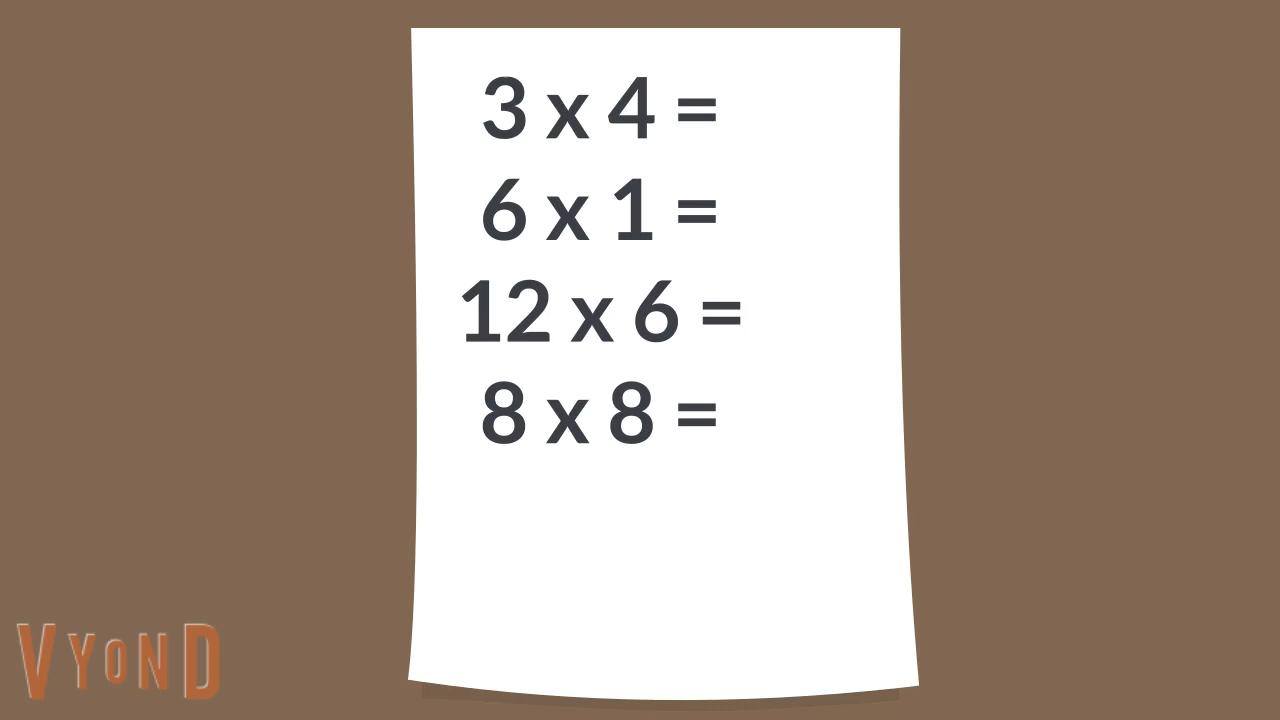 3 x 4 =
6 x 1 =
12 x 6 =
8 x 8 =
VYOND